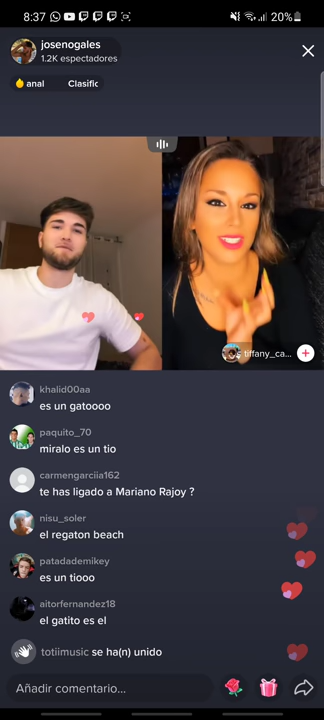 8:37
20%
josenogales
1.2K espectadores
anal
Clasific
tiffany_ca...
khalid00aa
es un gatoooo
paquito_70
miralo es un tio
carmengarciia162
te has ligado a Mariano Rajoy ?
nisu_soler
el regaton beach
patadademikey
es un tiooo
aitorfernandez18
el gatito es el
totiimusic se ha(n) unido
Añadir comentario...